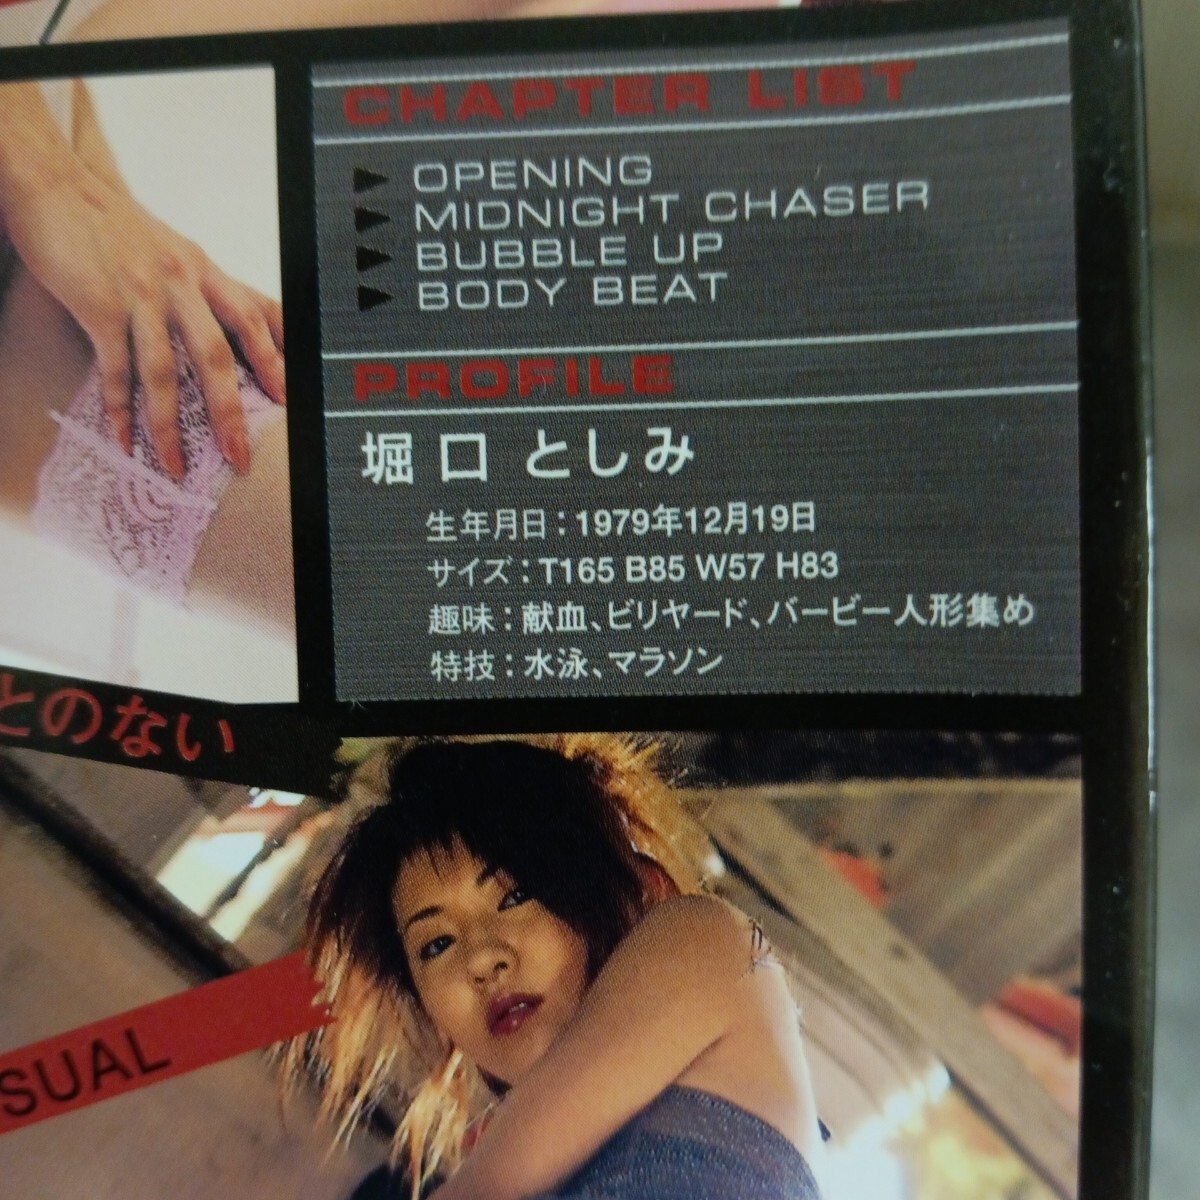 CHAPTER LIST
OPENING
MIDNIGHT CHASER
BUBBLE UP
BODY BEAT
PROFILE
堀口 としみ
生年月日：1979年12月19日
サイズ：T165 B85 W57 H83
趣味：献血、ビリヤード、バービー人形集め
特技：水泳、マラソン
とのない
SUAL